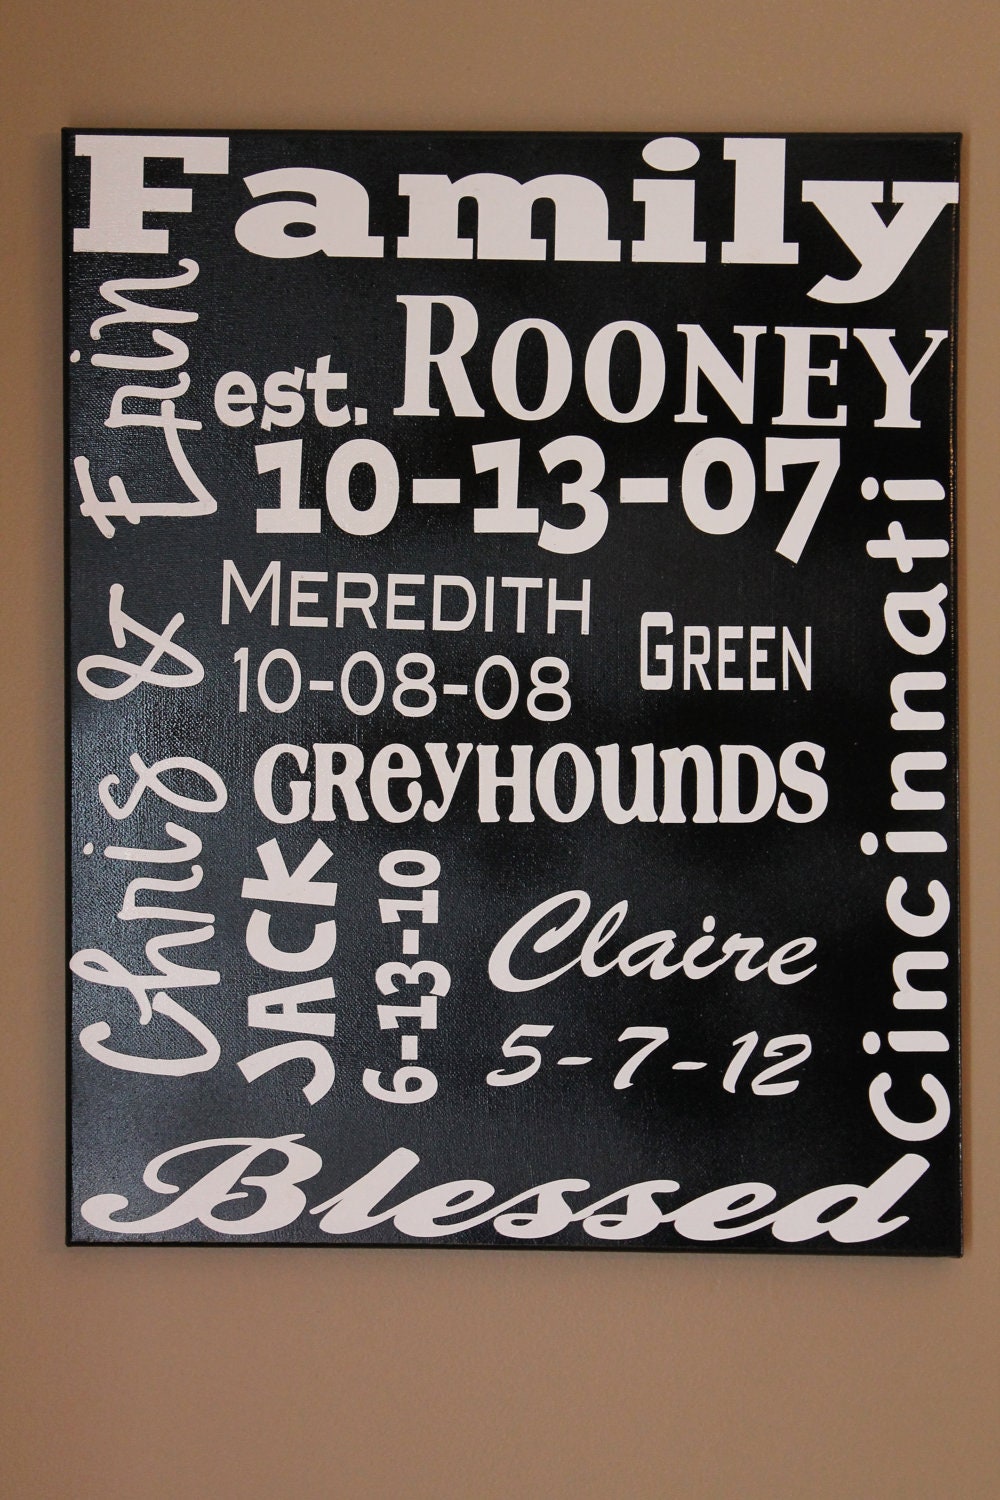 Family
Chris & Erin
est. ROONEY
10-13-07
MEREDITH
10-08-08
GREEN
GReyHOunDS
JACK
6-13-10
Claire
5-7-12
Cincinnati
Blessed